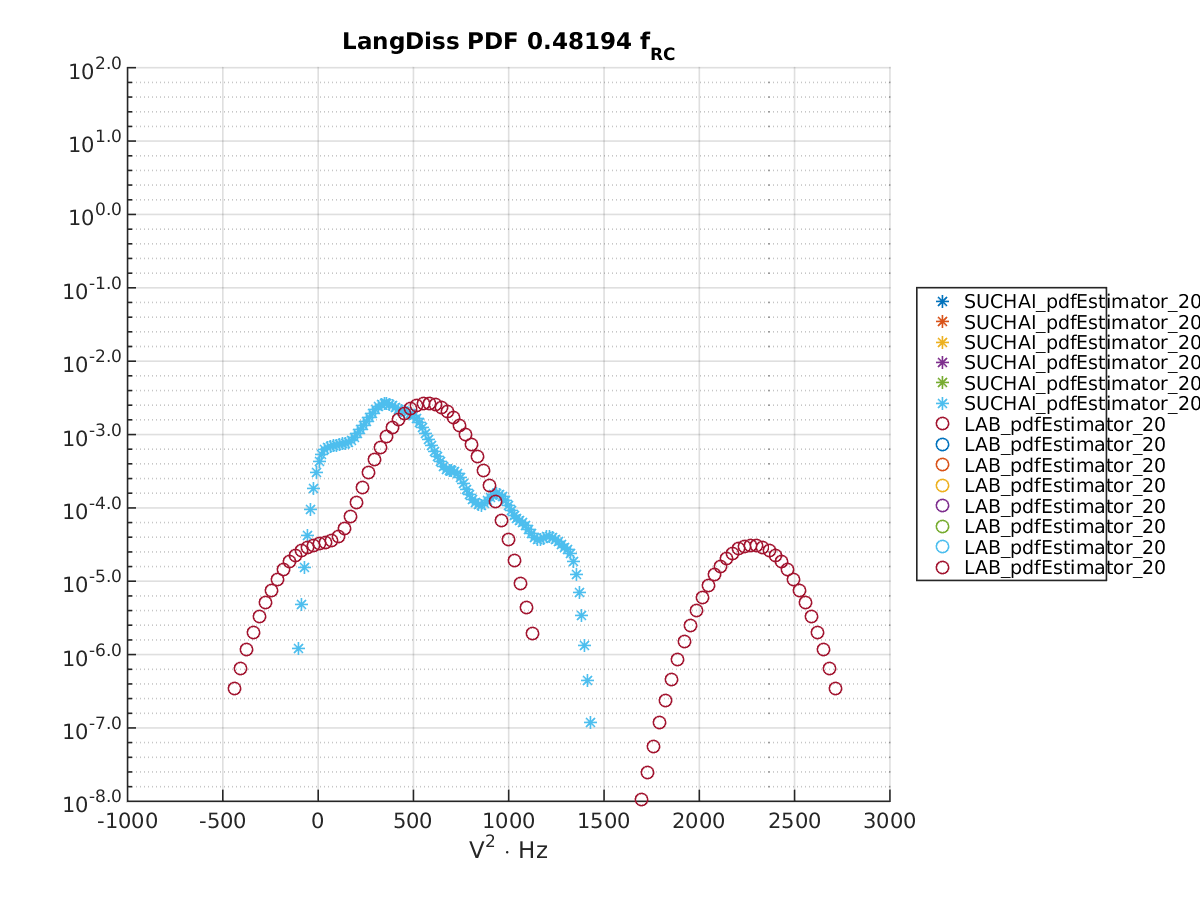 LangDiss PDF 0.48194 f_RC
10^2.0
10^1.0
10^0.0
10^-1.0
10^-2.0
10^-3.0
10^-4.0
10^-5.0
10^-6.0
10^-7.0
10^-8.0
-1000 -500 0 500 1000 1500 2000 2500 3000
V^2 · Hz
SUCHAI_pdfEstimator_20
SUCHAI_pdfEstimator_20
SUCHAI_pdfEstimator_20
SUCHAI_pdfEstimator_20
SUCHAI_pdfEstimator_20
SUCHAI_pdfEstimator_20
LAB_pdfEstimator_20
LAB_pdfEstimator_20
LAB_pdfEstimator_20
LAB_pdfEstimator_20
LAB_pdfEstimator_20
LAB_pdfEstimator_20
LAB_pdfEstimator_20
LAB_pdfEstimator_20